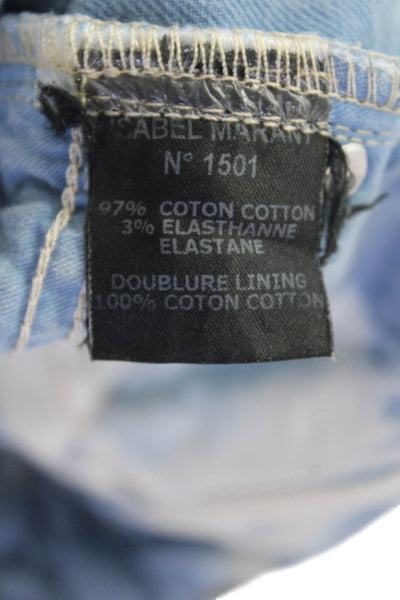 ISABEL MARANT
N° 1501
97% COTON COTTON
3% ELASTHANNE
ELASTANE
DOUBLURE LINING
100% COTON COTTON